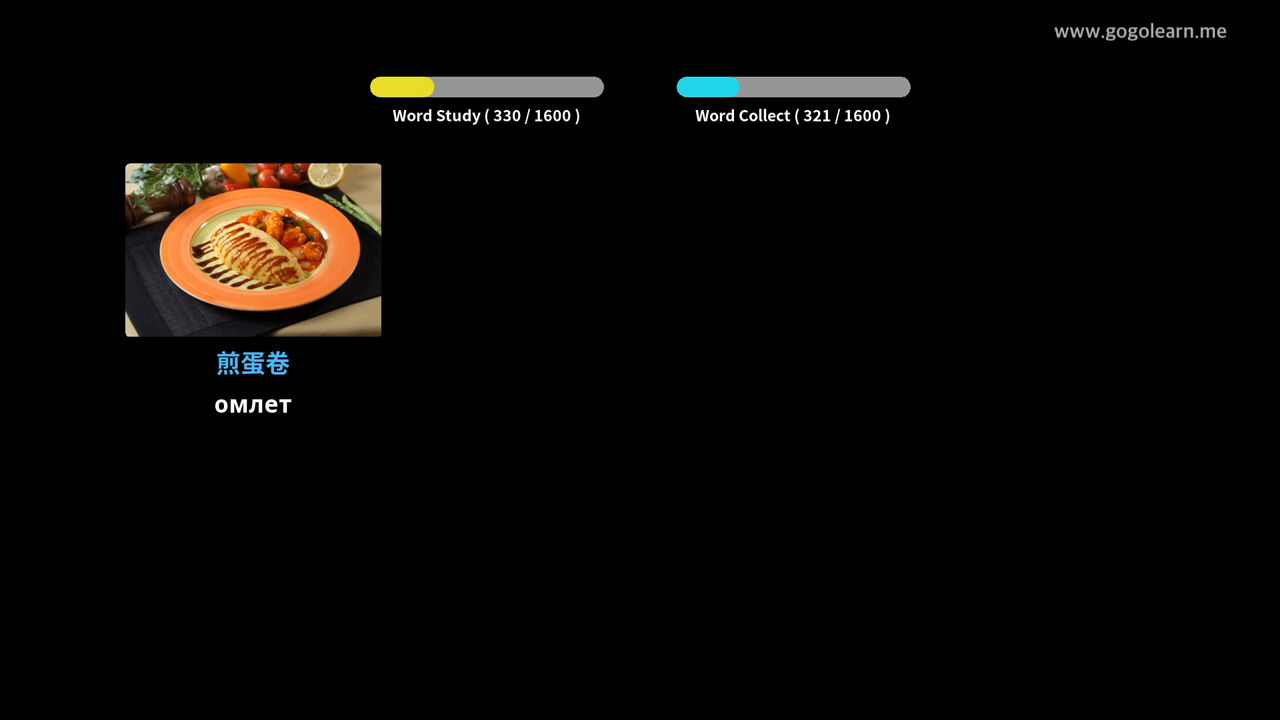 www.gogolearn.me
Word Study ( 330 / 1600 )
Word Collect ( 321 / 1600 )
煎蛋卷
омлет